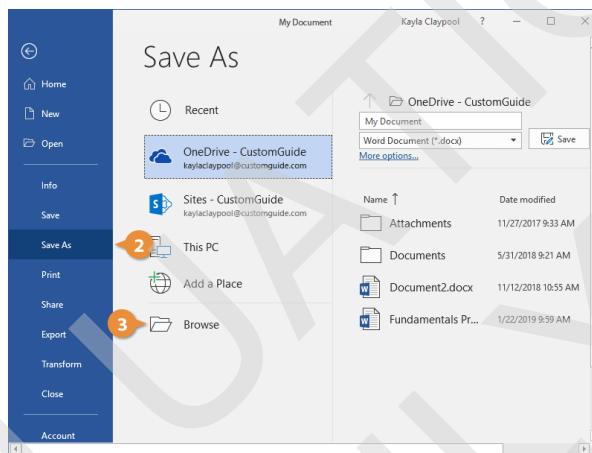 My Document
Kayla Claypool ?
Save As
Home
New
Open
Info
Save
Save As
Print
Share
Export
Transform
Close
Account
2
3
Recent
OneDrive - CustomGuide
kaylaclaypool@customguide.com
Sites - CustomGuide
kaylaclaypool@customguide.com
This PC
Add a Place
Browse
OneDrive - CustomGuide
My Document
Word Document (*.docx)
Save
More options...
Name ↑ Date modified
Attachments 11/27/2017 9:33 AM
Documents 5/31/2018 9:21 AM
Document2.docx 11/12/2018 10:55 AM
Fundamentals Pr... 1/22/2019 9:59 AM